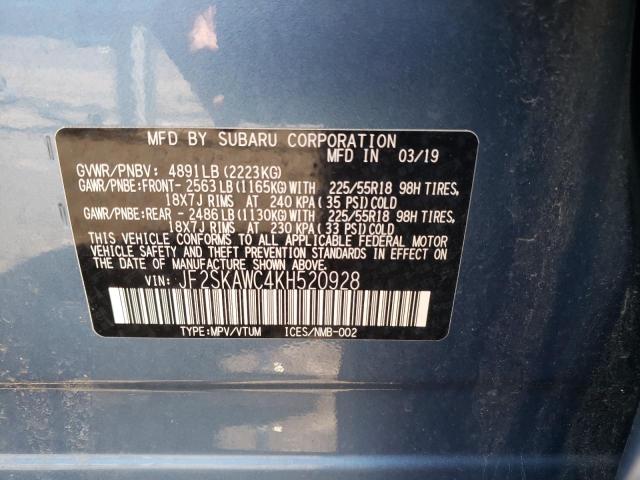 MFD BY SUBARU CORPORATION
MFD IN 03/19
GVWR/PNBV: 4891LB (2223KG)
GAWR/PNBE:FRONT- 2563 LB (1165KG) WITH 225/55R18 98H TIRES,
18X7J RIMS AT 240 KPA (35 PSI) COLD
GAWR/PNBE:REAR - 2486 LB (1130KG) WITH 225/55R18 98H TIRES,
18X7J RIMS AT 230 KPA (33 PSI) COLD
THIS VEHICLE CONFORMS TO ALL APPLICABLE FEDERAL MOTOR
VEHICLE SAFETY AND THEFT PREVENTION STANDARDS IN EFFECT
ON THE DATE OF MANUFACTURE SHOWN ABOVE.
VIN: JF2SKAWC4KH520928
TYPE:MPV/VTUM ICES/NMB-002